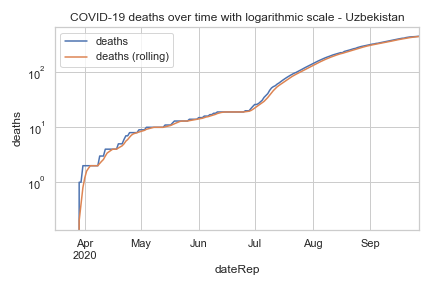 COVID-19 deaths over time with logarithmic scale - Uzbekistan
deaths
deaths (rolling)
10²
10¹
10⁰
deaths
Apr
2020
May
Jun
Jul
Aug
Sep
dateRep